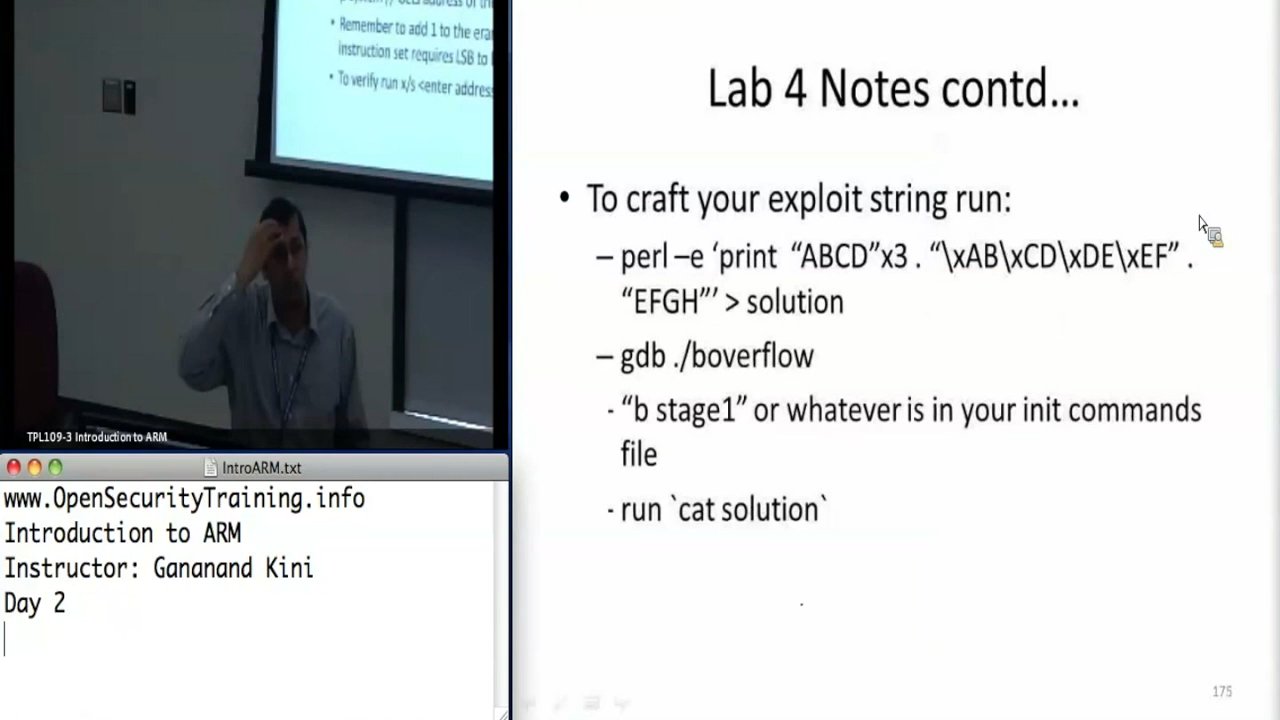 • Remember to add 1 to the
instruction set requires LSB to
• To verify run x/s <enter address
TPL109-3 Introduction to ARM
IntroARM.txt
www.OpenSecurityTraining.info
Introduction to ARM
Instructor: Gananand Kini
Day 2
Lab 4 Notes contd...
• To craft your exploit string run:
– perl –e ‘print “ABCD”x3 . “\xAB\xCD\xDE\xEF” .
“EFGH”’ > solution
– gdb ./boverflow
- “b stage1” or whatever is in your init commands
file
- run `cat solution`
175